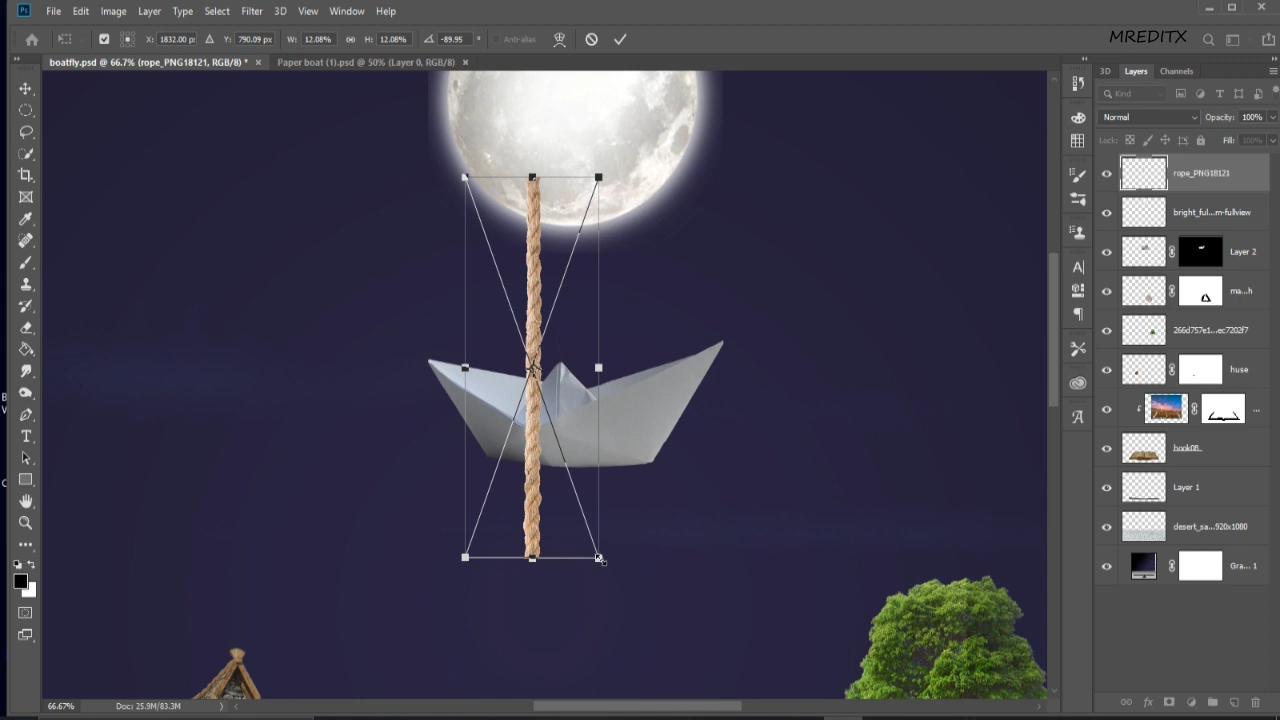 Ps File Edit Image Layer Type Select Filter 3D View Window Help
X: 1832.00 px Y: 790.09 px W: 12.08% H: 12.08% -89.95 ° Anti-alias
MREDITX
boatfly.psd @ 66.7% (rope_PNG18121, RGB/8) * × Paper boat (1).psd @ 50% (Layer 0, RGB/8) ×
3D Layers Channels
Kind
Normal Opacity: 100%
Lock: Fill: 100%
rope_PNG18121
bright_ful...m-fullview
Layer 2
ma...h
266d757e1...ec7202f7
huse
...
book08..
Layer 1
desert_sa...920x1080
Gra... 1
66.67% Doc: 25.9M/83.3M
fx